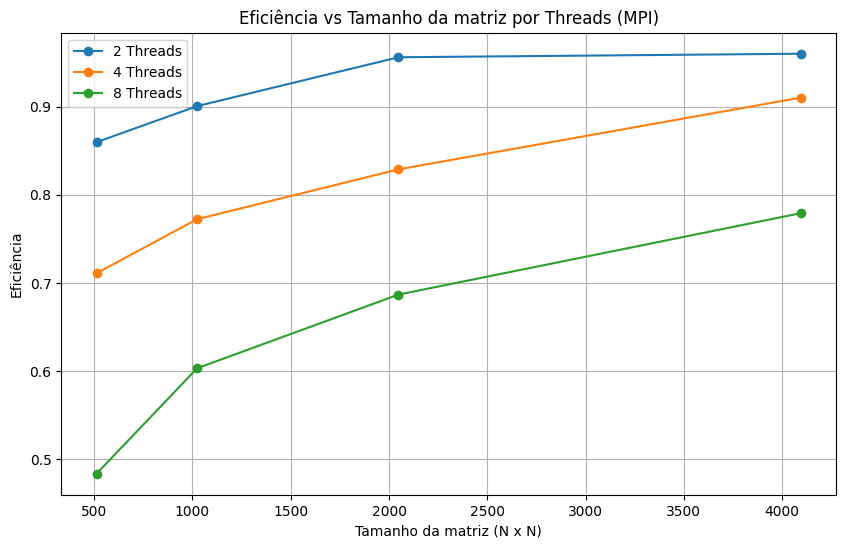 Eficiência vs Tamanho da matriz por Threads (MPI)
2 Threads
4 Threads
8 Threads
Eficiência
0.9
0.8
0.7
0.6
0.5
500 1000 1500 2000 2500 3000 3500 4000
Tamanho da matriz (N x N)